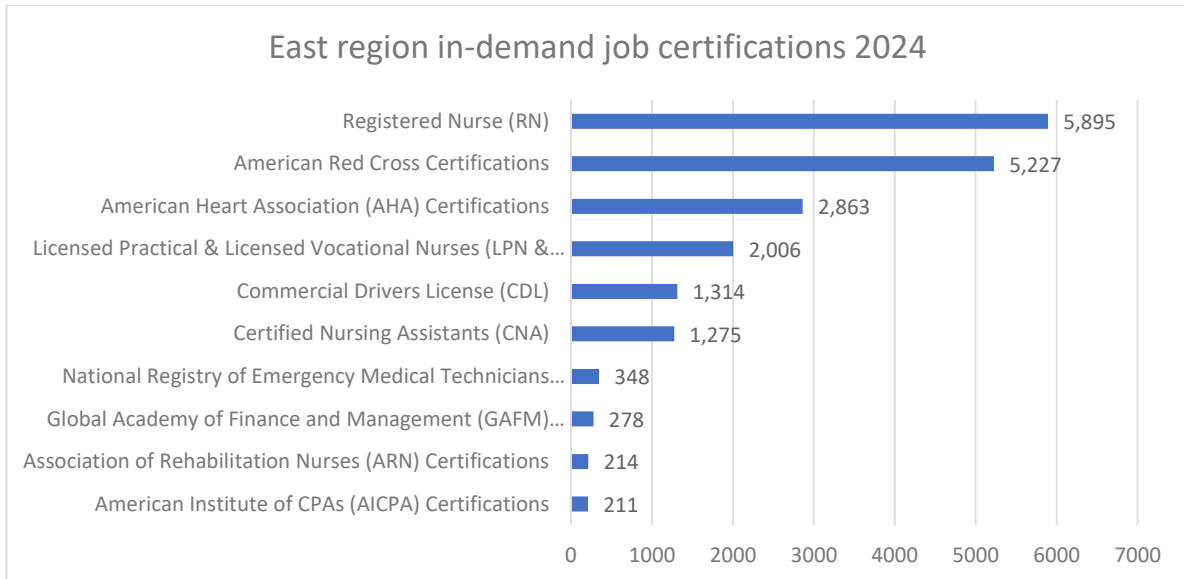 East region in-demand job certifications 2024
Registered Nurse (RN)
5,895
American Red Cross Certifications
5,227
American Heart Association (AHA) Certifications
2,863
Licensed Practical & Licensed Vocational Nurses (LPN &...
2,006
Commercial Drivers License (CDL)
1,314
Certified Nursing Assistants (CNA)
1,275
National Registry of Emergency Medical Technicians...
348
Global Academy of Finance and Management (GAFM)...
278
Association of Rehabilitation Nurses (ARN) Certifications
214
American Institute of CPAs (AICPA) Certifications
211
0 1000 2000 3000 4000 5000 6000 7000